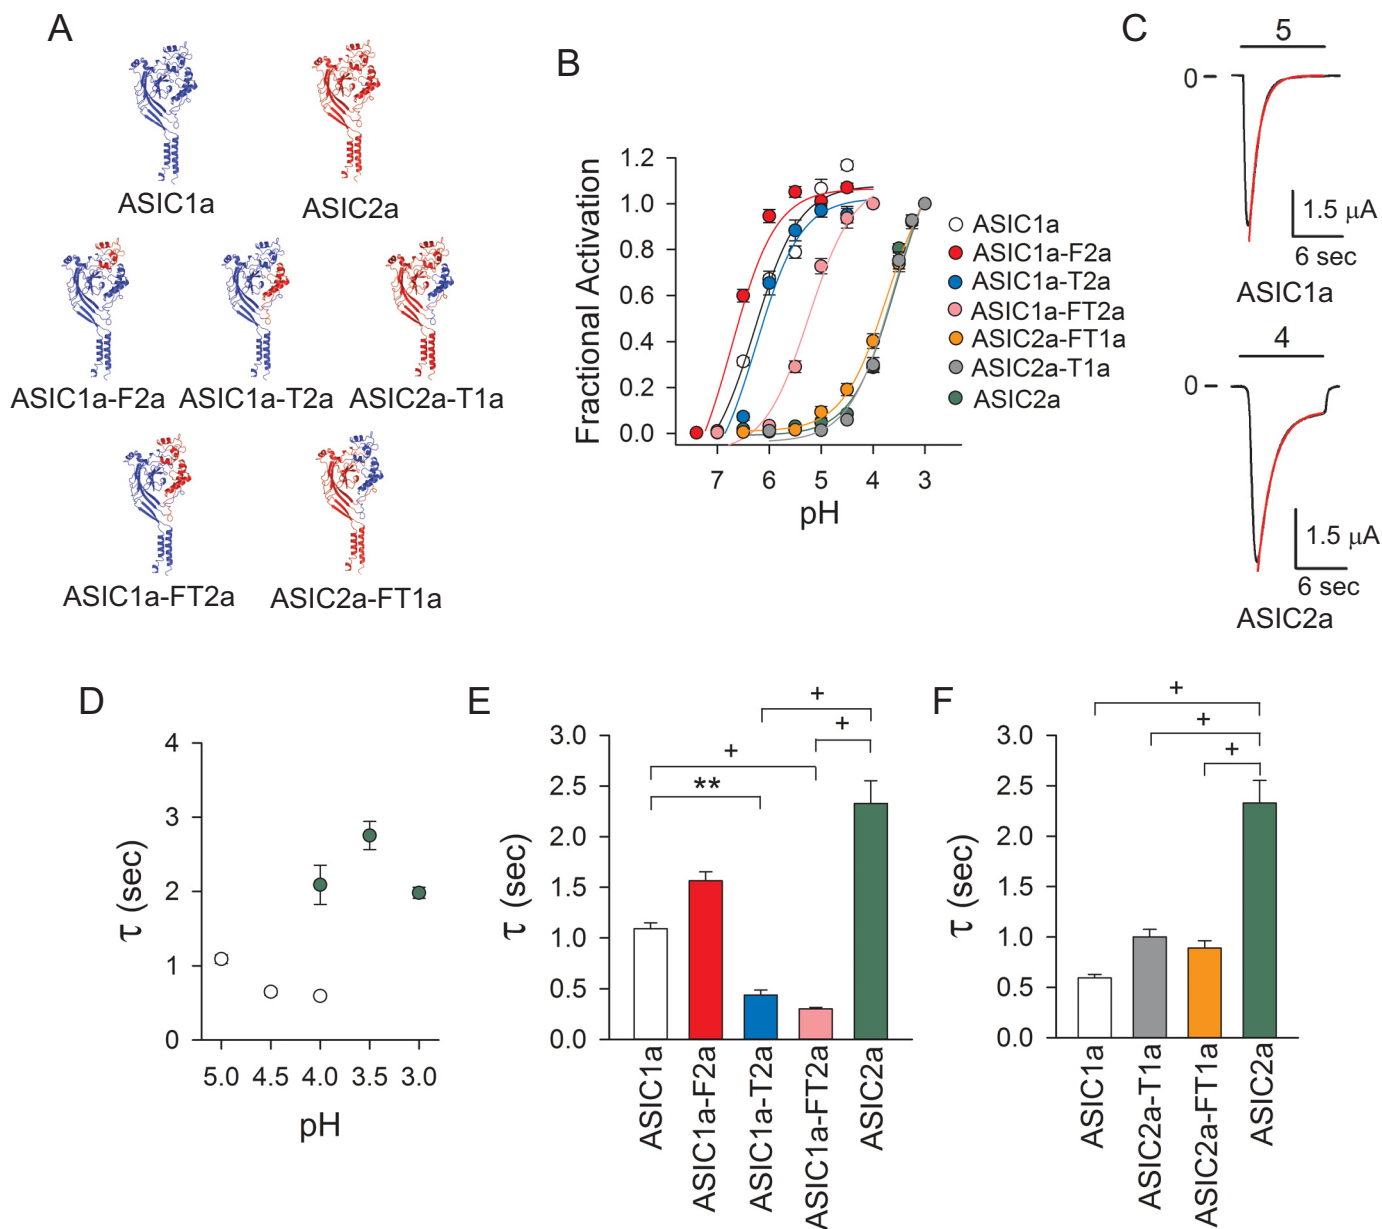 A
ASIC1a
ASIC2a
ASIC1a-F2a
ASIC1a-T2a
ASIC2a-T1a
ASIC1a-FT2a
ASIC2a-FT1a
B
Fractional Activation
1.2
1.0
0.8
0.6
0.4
0.2
0.0
7
6
5
4
3
pH
ASIC1a
ASIC1a-F2a
ASIC1a-T2a
ASIC1a-FT2a
ASIC2a-FT1a
ASIC2a-T1a
ASIC2a
C
5
0
1.5 μA
6 sec
ASIC1a
4
0
1.5 μA
6 sec
ASIC2a
D
τ (sec)
4
3
2
1
0
5.0
4.5
4.0
3.5
3.0
pH
E
τ (sec)
3.0
2.5
2.0
1.5
1.0
0.5
0.0
+
+
+
**
ASIC1a
ASIC1a-F2a
ASIC1a-T2a
ASIC1a-FT2a
ASIC2a
F
τ (sec)
3.0
2.5
2.0
1.5
1.0
0.5
0.0
+
+
+
ASIC1a
ASIC2a-T1a
ASIC2a-FT1a
ASIC2a